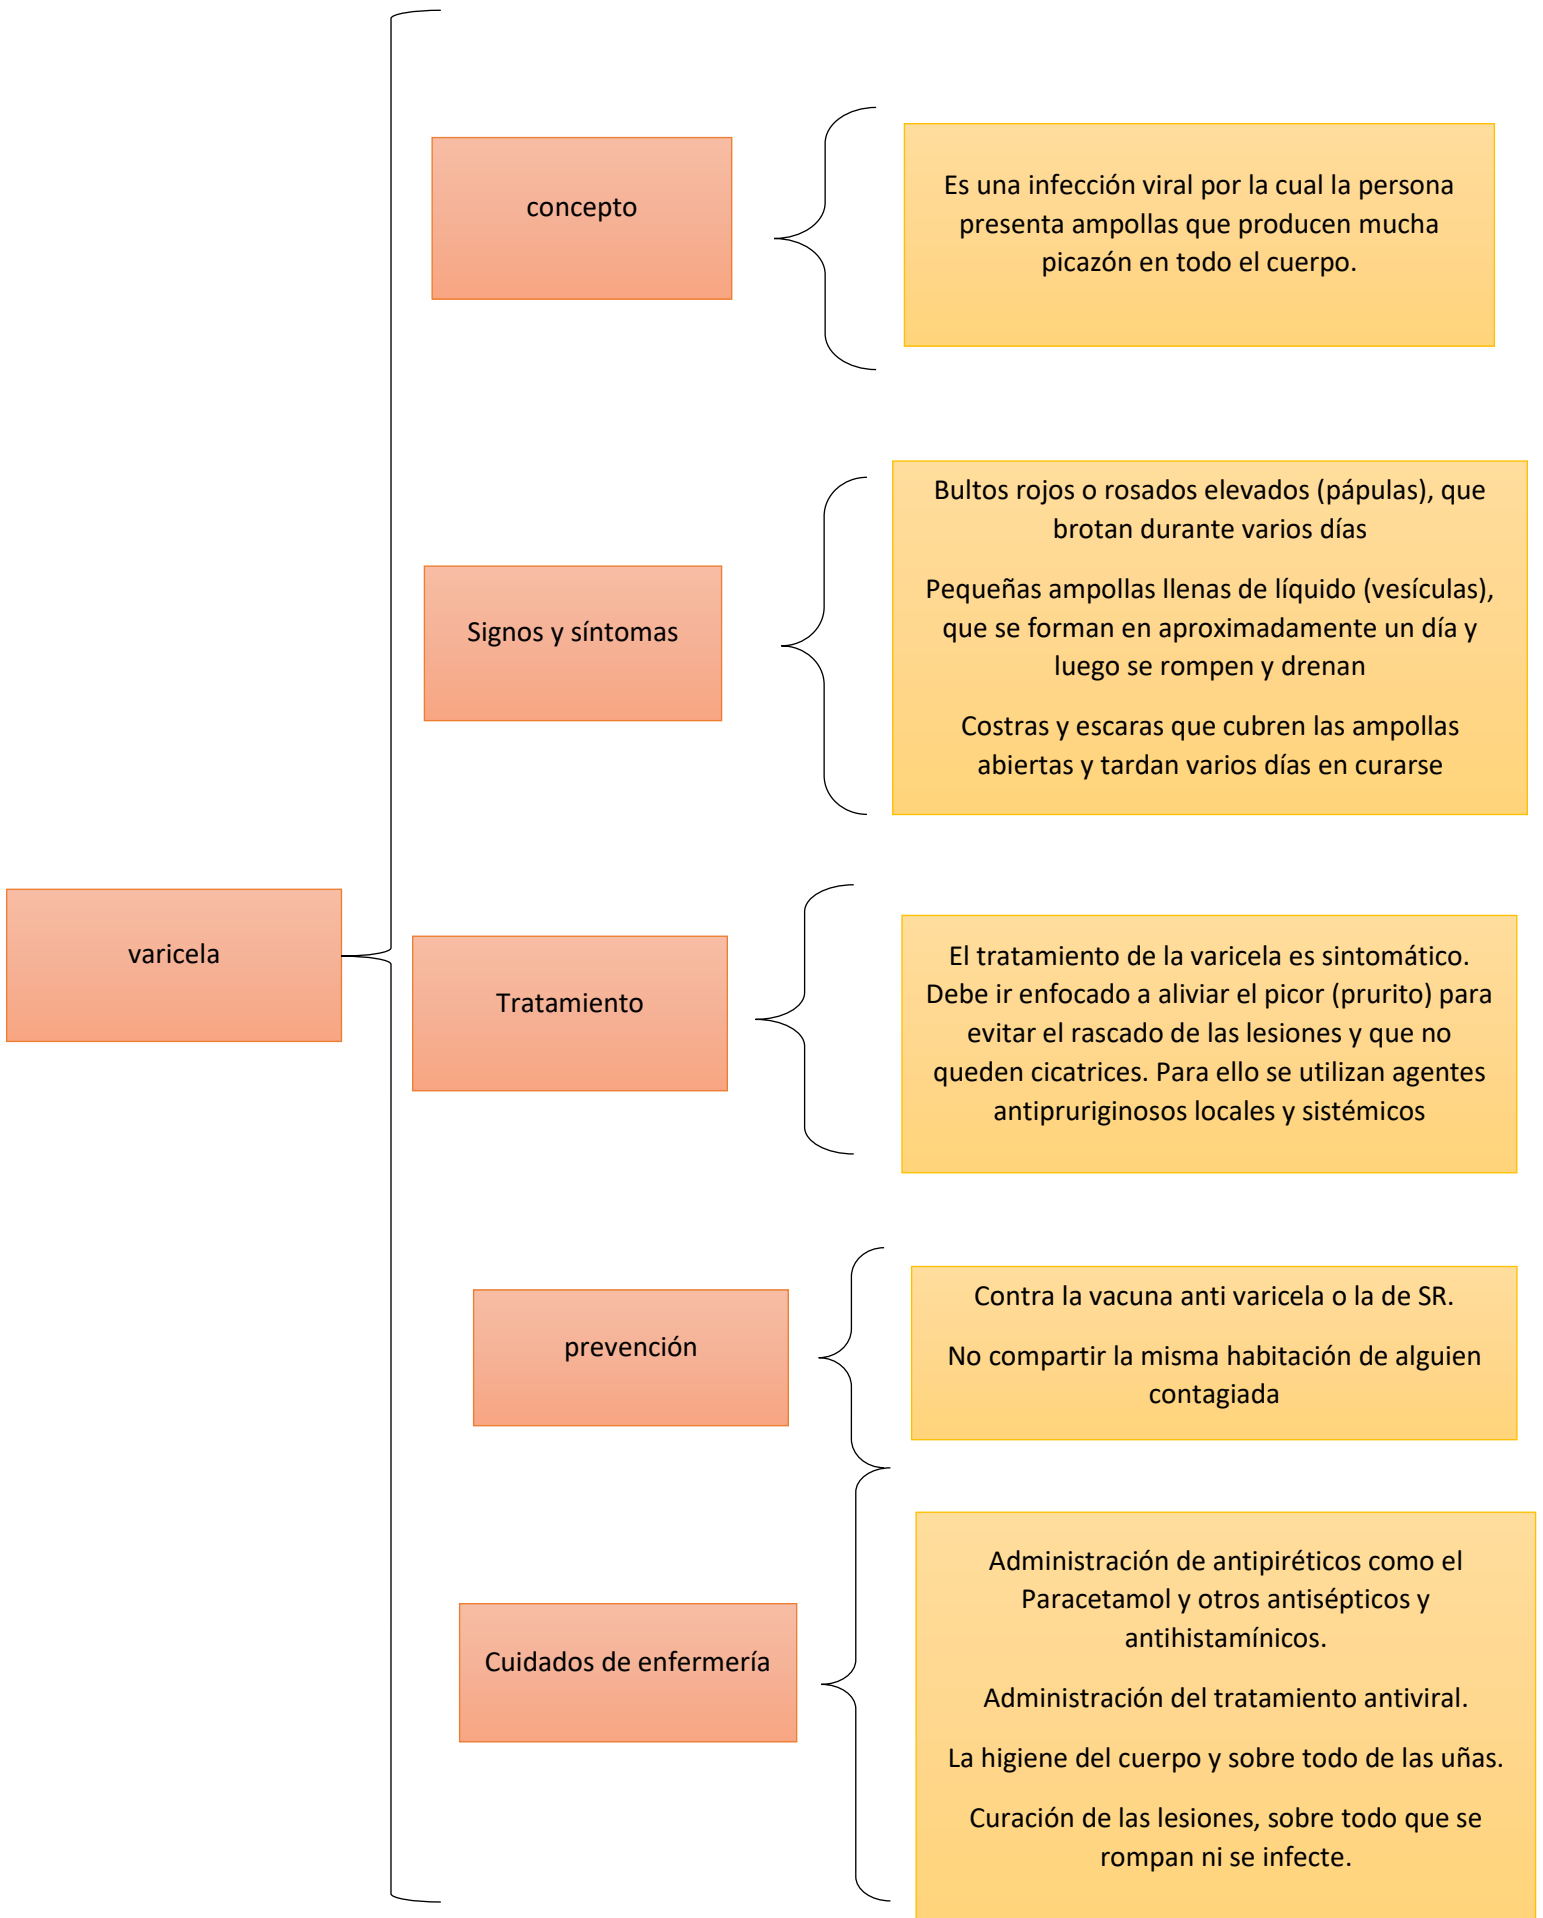 concepto
Es una infección viral por la cual la persona
presenta ampollas que producen mucha
picazón en todo el cuerpo.
Signos y síntomas
Bultos rojos o rosados elevados (pápulas), que
brotan durante varios días
Pequeñas ampollas llenas de líquido (vesículas),
que se forman en aproximadamente un día y
luego se rompen y drenan
Costras y escaras que cubren las ampollas
abiertas y tardan varios días en curarse
varicela
Tratamiento
El tratamiento de la varicela es sintomático.
Debe ir enfocado a aliviar el picor (prurito) para
evitar el rascado de las lesiones y que no
queden cicatrices. Para ello se utilizan agentes
antipruriginosos locales y sistémicos
prevención
Contra la vacuna anti varicela o la de SR.
No compartir la misma habitación de alguien
contagiada
Cuidados de enfermería
Administración de antipiréticos como el
Paracetamol y otros antisépticos y
antihistamínicos.
Administración del tratamiento antiviral.
La higiene del cuerpo y sobre todo de las uñas.
Curación de las lesiones, sobre todo que se
rompan ni se infecte.